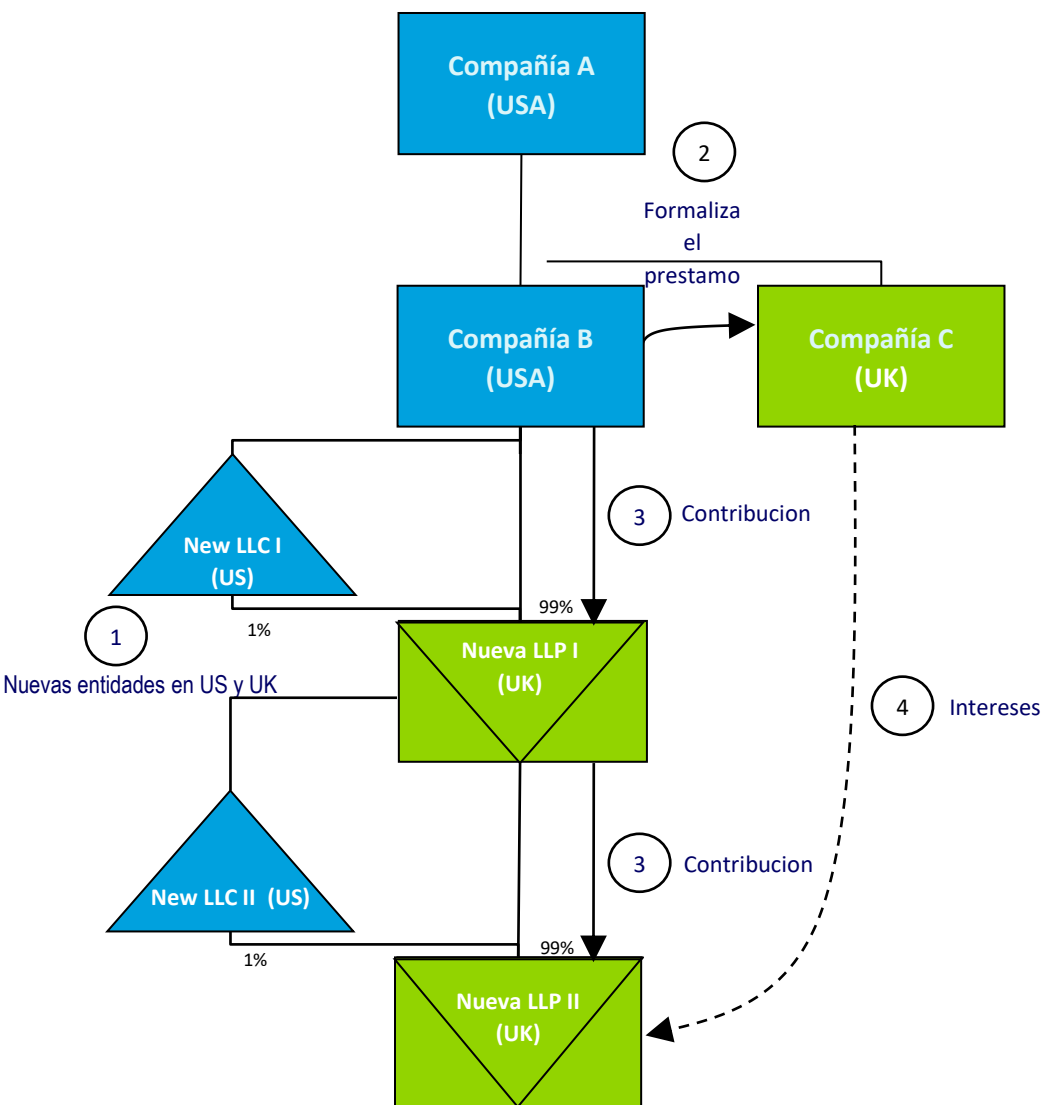 Compañía A
(USA)
2
Formaliza
el
prestamo
Compañía B
(USA)
Compañía C
(UK)
3
Contribucion
New LLC I
(US)
99%
1%
1
Nuevas entidades en US y UK
Nueva LLP I
(UK)
4
Intereses
3
Contribucion
New LLC II (US)
99%
1%
Nueva LLP II
(UK)